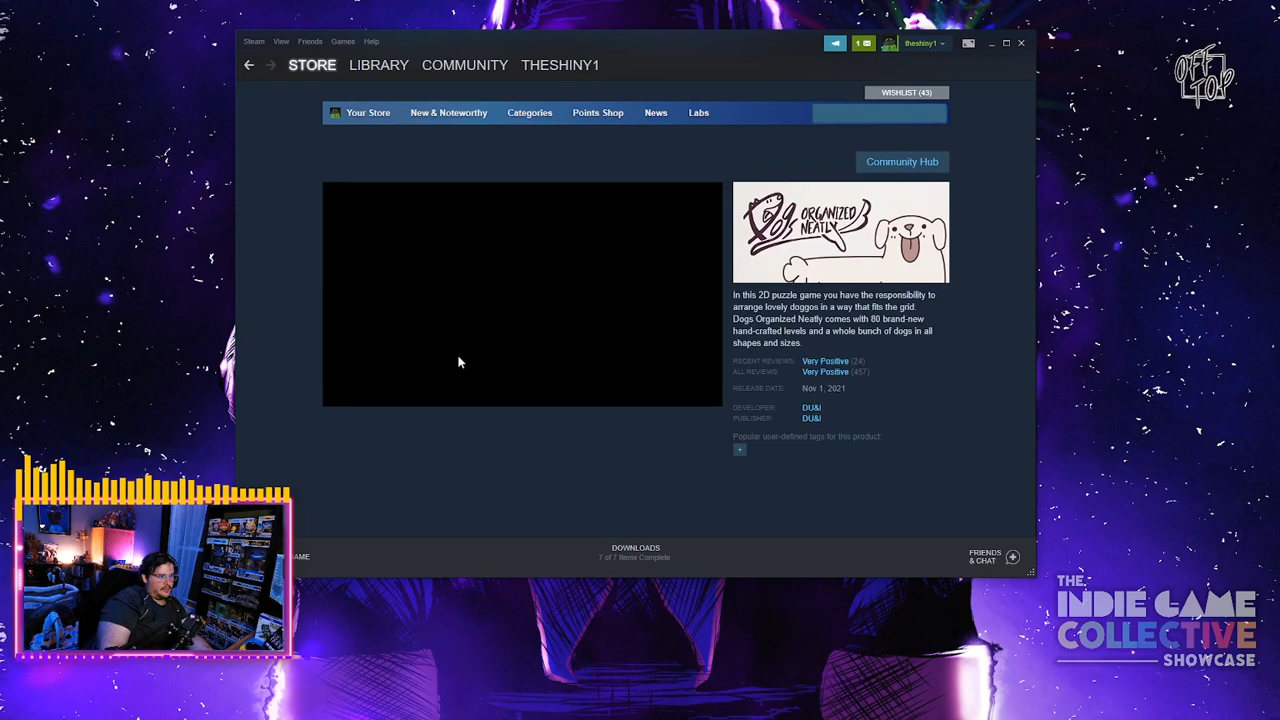 Steam View Friends Games Help
1
theshiny1
STORE LIBRARY COMMUNITY THESHINY1
WISHLIST (43)
Your Store New & Noteworthy Categories Points Shop News Labs
Community Hub
DOGS ORGANIZED NEATLY
In this 2D puzzle game you have the responsibility to
arrange lovely doggos in a way that fits the grid.
Dogs Organized Neatly comes with 80 brand-new
hand-crafted levels and a whole bunch of dogs in all
shapes and sizes.
RECENT REVIEWS: Very Positive (24)
ALL REVIEWS: Very Positive (457)
RELEASE DATE: Nov 1, 2021
DEVELOPER: DU&I
PUBLISHER: DU&I
Popular user-defined tags for this product:
+
GAME
DOWNLOADS
7 of 7 Items Complete
FRIENDS
& CHAT
OFF
TOP
THE
INDIE GAME
COLLECTIVE
SHOWCASE